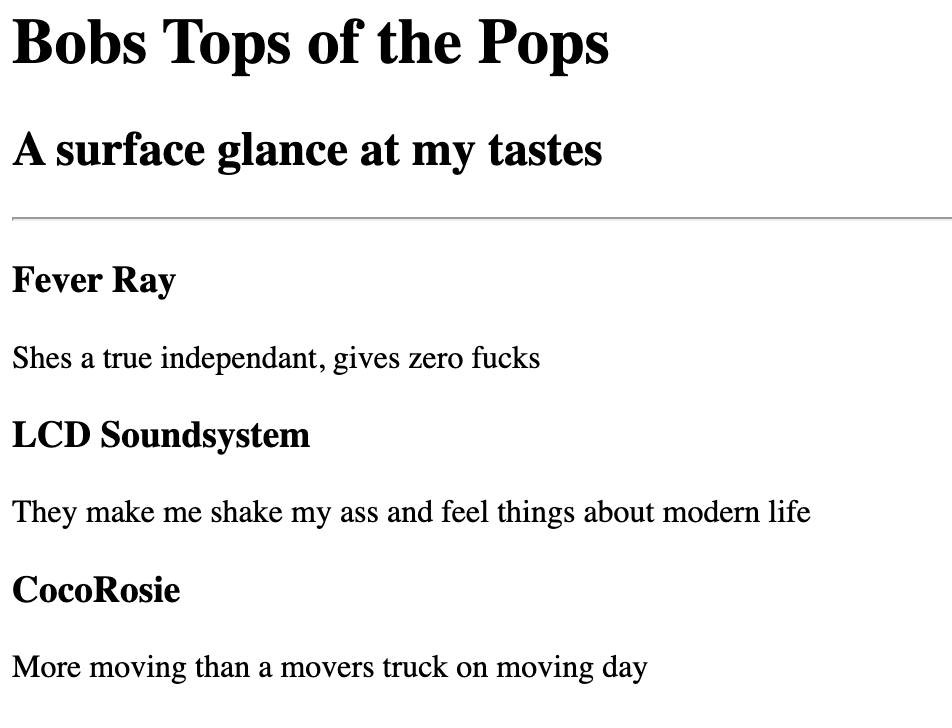 Bobs Tops of the Pops
A surface glance at my tastes
Fever Ray
Shes a true independant, gives zero fucks
LCD Soundsystem
They make me shake my ass and feel things about modern life
CocoRosie
More moving than a movers truck on moving day